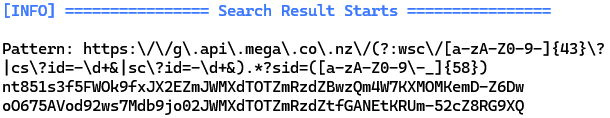 [INFO] ================ Search Result Starts ================
Pattern: https:\/\/g\.api\.mega\.co\.nz\/(?:wsc\/[a-zA-Z0-9-]{43}\?
|cs\?id=-\d+&|sc\?id=-\d+&).*?sid=([a-zA-Z0-9\-_]{58})
nt851s3f5FWOk9fxJX2EZmJWMXdTOTZmRzdZBwzQm4W7KXMOMKemD-Z6Dw
oO675AVod92ws7Mdb9jo02JWMXdTOTZmRzdZtfGANEtKRUm-52cZ8RG9XQ